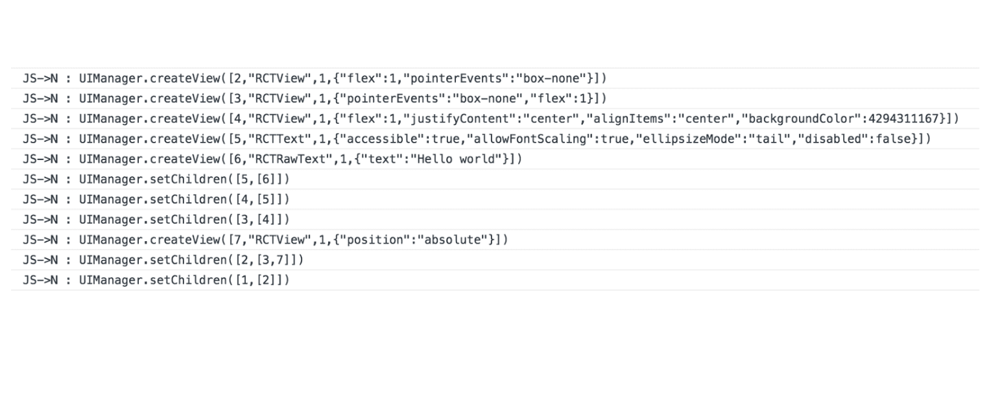 JS->N : UIManager.createView([2,"RCTView",1,{"flex":1,"pointerEvents":"box-none"}])
JS->N : UIManager.createView([3,"RCTView",1,{"pointerEvents":"box-none","flex":1}])
JS->N : UIManager.createView([4,"RCTView",1,{"flex":1,"justifyContent":"center","alignItems":"center","backgroundColor":4294311167}])
JS->N : UIManager.createView([5,"RCTText",1,{"accessible":true,"allowFontScaling":true,"ellipsizeMode":"tail","disabled":false}])
JS->N : UIManager.createView([6,"RCTRawText",1,{"text":"Hello world"}])
JS->N : UIManager.setChildren([5,[6]])
JS->N : UIManager.setChildren([4,[5]])
JS->N : UIManager.setChildren([3,[4]])
JS->N : UIManager.createView([7,"RCTView",1,{"position":"absolute"}])
JS->N : UIManager.setChildren([2,[3,7]])
JS->N : UIManager.setChildren([1,[2]])